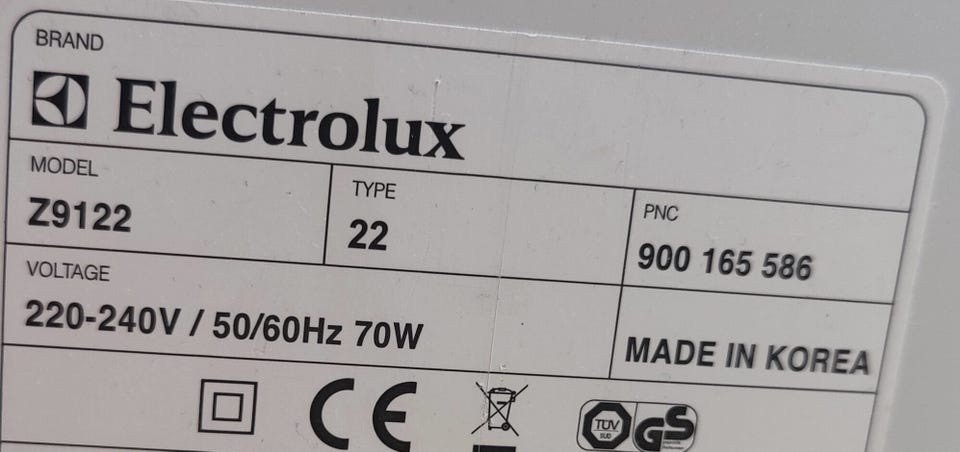 BRAND
Electrolux
MODEL
Z9122
TYPE
22
PNC
900 165 586
VOLTAGE
220-240V / 50/60Hz 70W
MADE IN KOREA
CE
TÜV
SÜD
GS